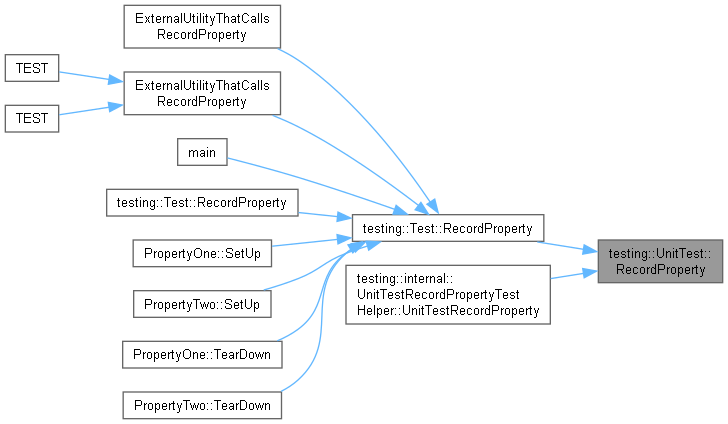 ExternalUtilityThatCalls
RecordProperty
TEST
ExternalUtilityThatCalls
RecordProperty
TEST
main
testing::Test::RecordProperty
testing::Test::RecordProperty
PropertyOne::SetUp
testing::UnitTest::
RecordProperty
testing::internal::
UnitTestRecordPropertyTest
Helper::UnitTestRecordProperty
PropertyTwo::SetUp
PropertyOne::TearDown
PropertyTwo::TearDown